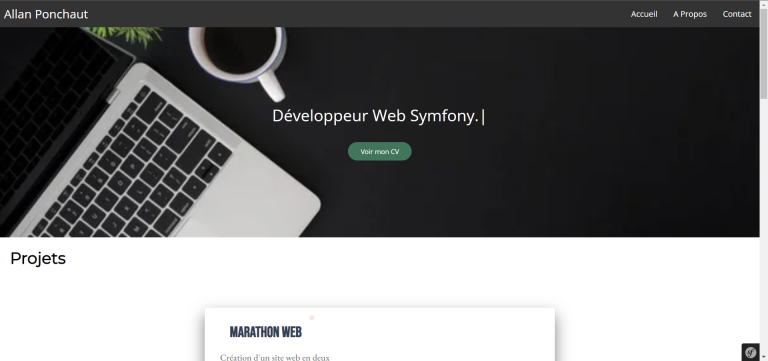 Allan Ponchaut
Accueil A Propos Contact
Développeur Web Symfony.|
Voir mon CV
Projets
MARATHON WEB
Création d'un site web en deux